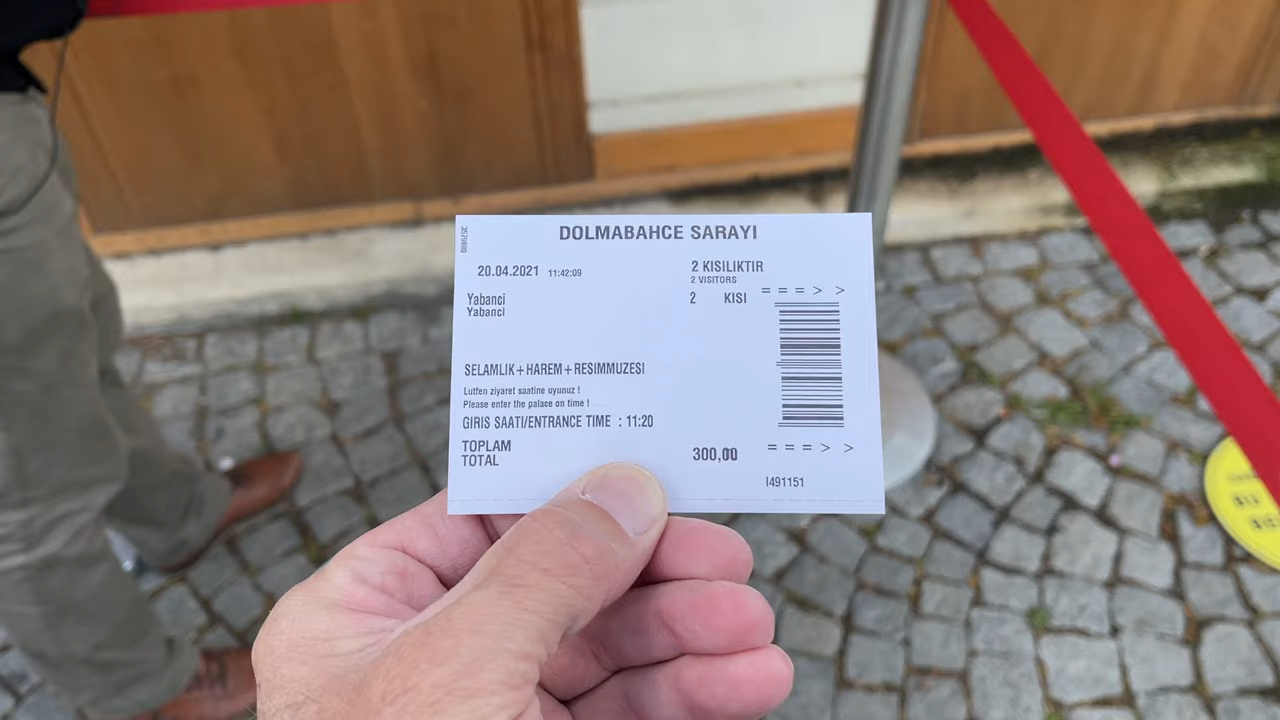 DOLMABAHCE SARAYI
20.04.2021 11:42:09
2 KISILIKTIR
2 VISITORS
Yabanci
Yabanci
2 KISI = = = > >
SELAMLIK+HAREM+RESIMMUZESI
Lutfen ziyaret saatine uyunuz !
Please enter the palace on time !
GIRIS SAATI/ENTRANCE TIME : 11:20
TOPLAM
TOTAL
300,00 = = = > >
I491151